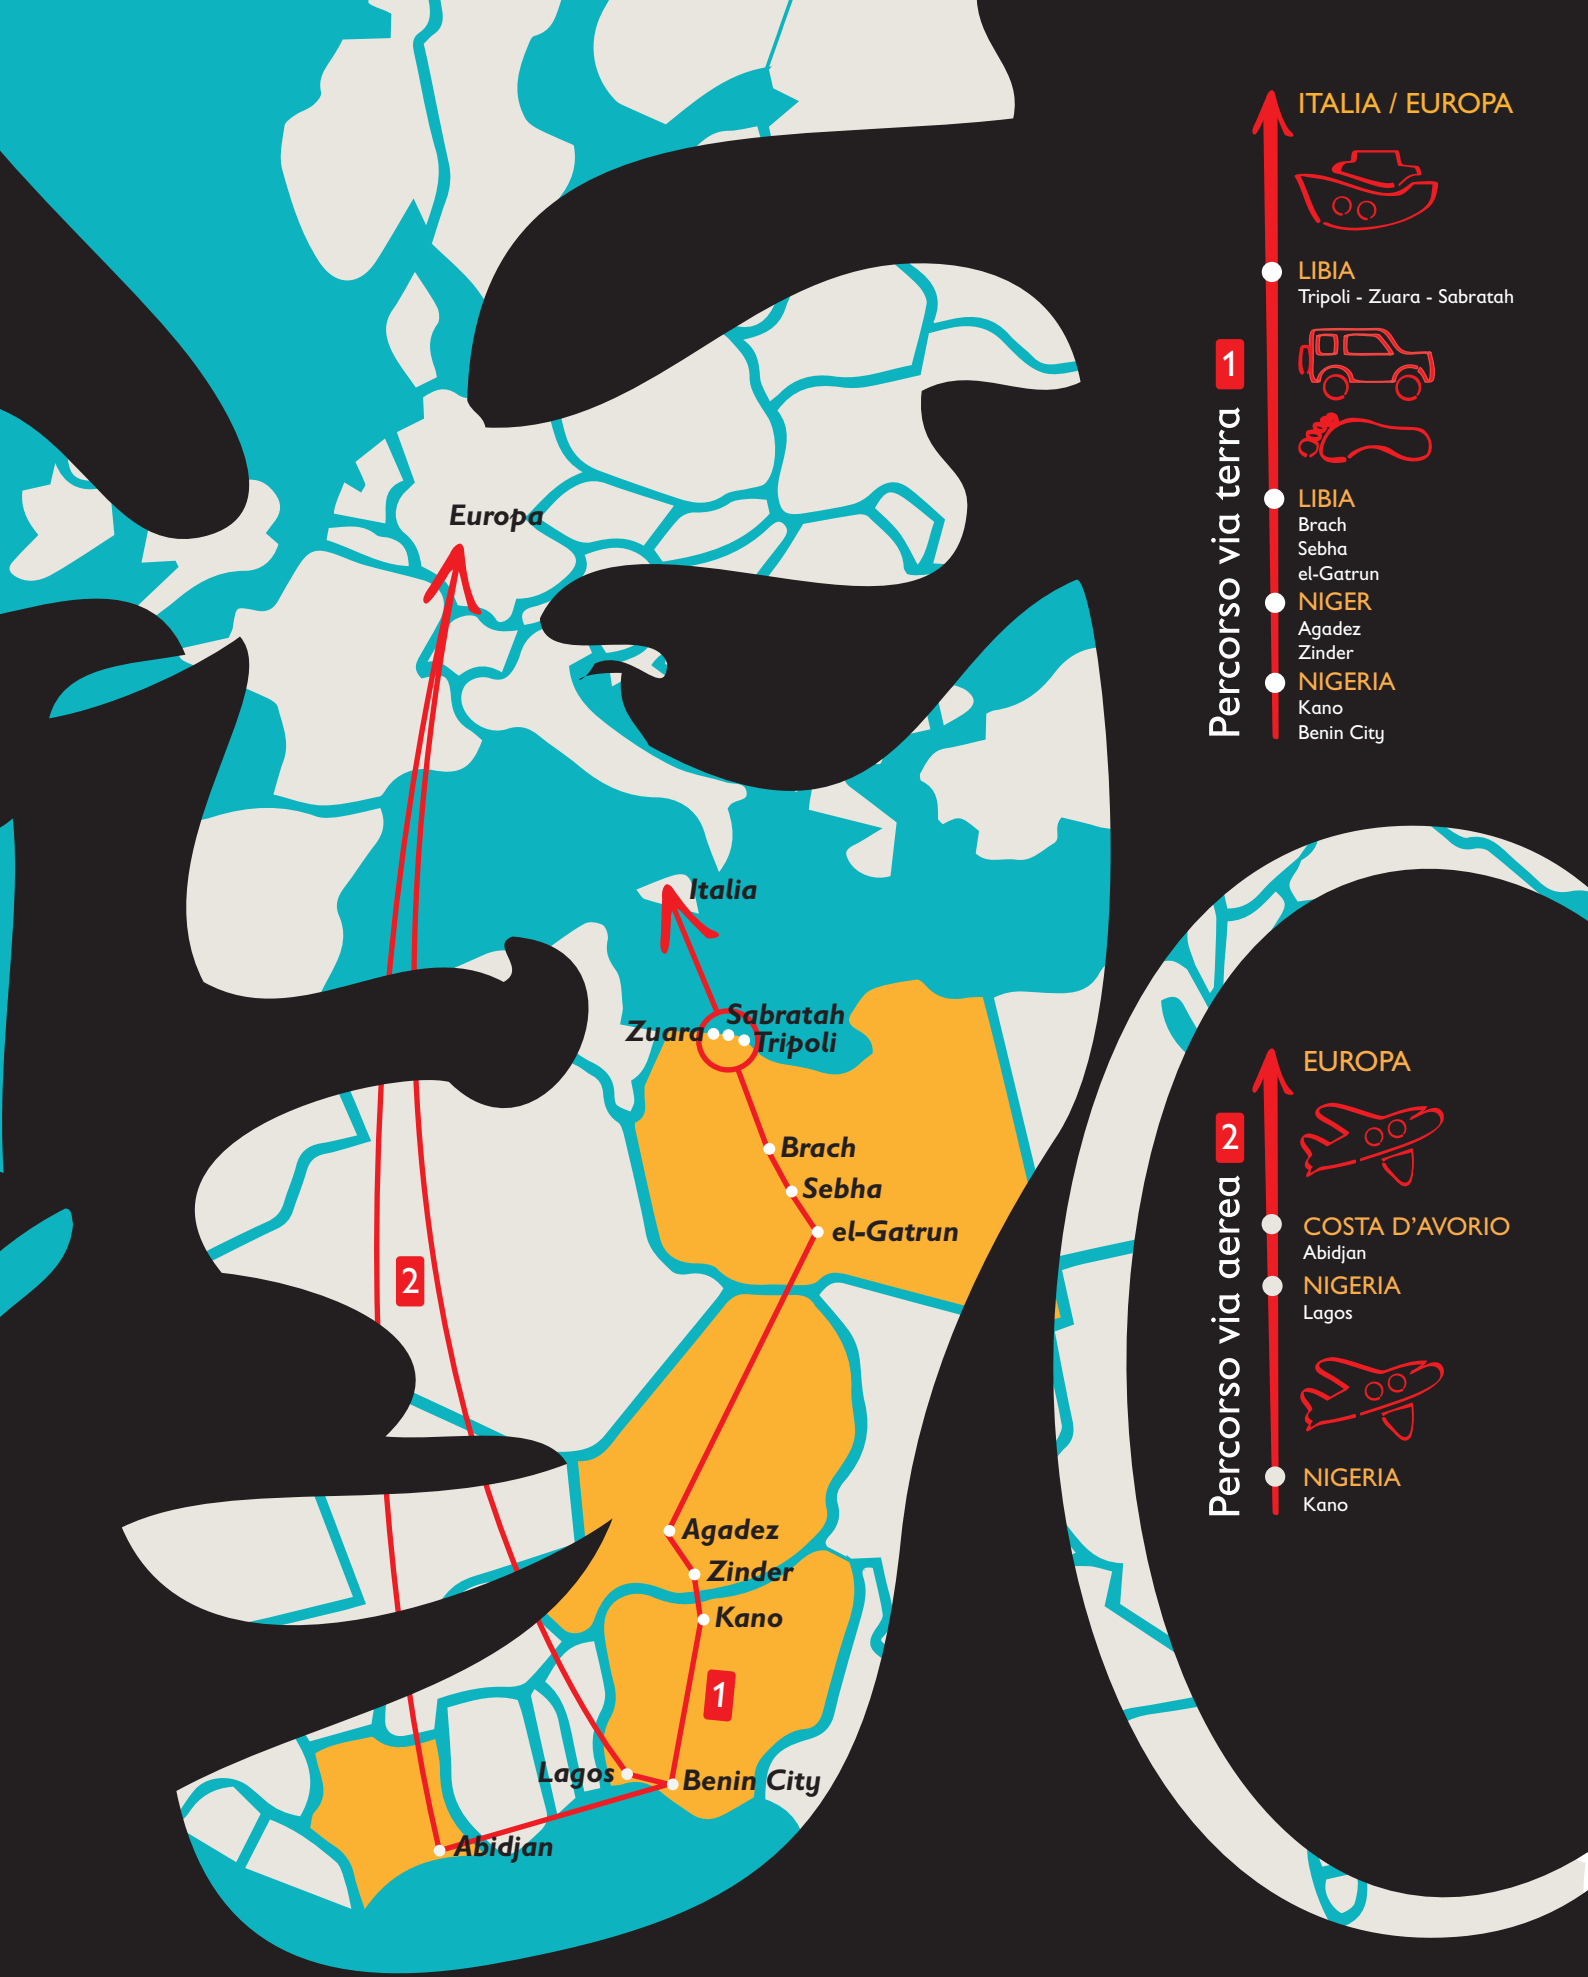 Europa
Italia
Sabratah
Zuara
Tripoli
Brach
Sebha
el-Gatrun
2
Agadez
Zinder
Kano
1
Lagos
Benin City
Abidjan
Percorso via terra 1
ITALIA / EUROPA
LIBIA
Tripoli - Zuara - Sabratah
LIBIA
Brach
Sebha
el-Gatrun
NIGER
Agadez
Zinder
NIGERIA
Kano
Benin City
Percorso via aerea 2
EUROPA
COSTA D'AVORIO
Abidjan
NIGERIA
Lagos
NIGERIA
Kano